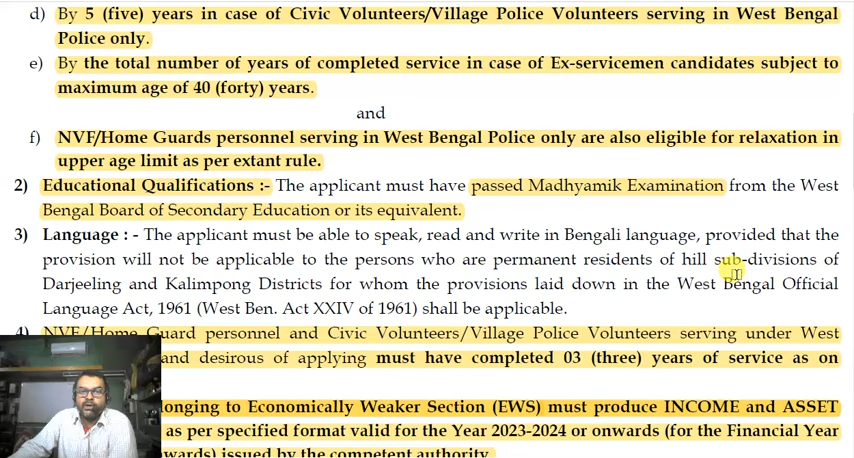 d) By 5 (five) years in case of Civic Volunteers/Village Police Volunteers serving in West Bengal
Police only.
e) By the total number of years of completed service in case of Ex-servicemen candidates subject to
maximum age of 40 (forty) years.
and
f) NVF/Home Guards personnel serving in West Bengal Police only are also eligible for relaxation in
upper age limit as per extant rule.
2) Educational Qualifications :- The applicant must have passed Madhyamik Examination from the West
Bengal Board of Secondary Education or its equivalent.
3) Language : - The applicant must be able to speak, read and write in Bengali language, provided that the
provision will not be applicable to the persons who are permanent residents of hill sub-divisions of
Darjeeling and Kalimpong Districts for whom the provisions laid down in the West Bengal Official
Language Act, 1961 (West Ben. Act XXIV of 1961) shall be applicable.
4) NVF/Home Guard personnel and Civic Volunteers/Village Police Volunteers serving under West
and desirous of applying must have completed 03 (three) years of service as on
to Economically Weaker Section (EWS) must produce INCOME and ASSET
as per specified format valid for the Year 2023-2024 or onwards (for the Financial Year
issued by the competent authority.